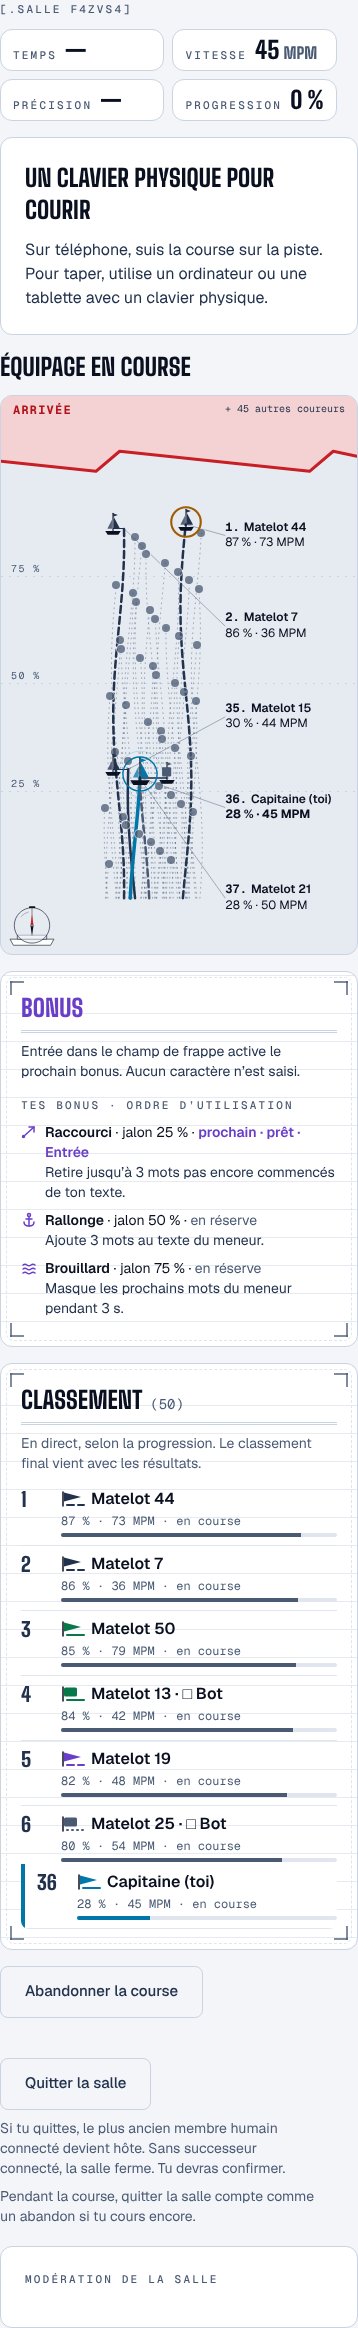 [.SALLE F4ZVS4]
TEMPS —
VITESSE 45 MPM
PRÉCISION —
PROGRESSION 0 %
UN CLAVIER PHYSIQUE POUR
COURIR
Sur téléphone, suis la course sur la piste.
Pour taper, utilise un ordinateur ou une
tablette avec un clavier physique.
ÉQUIPAGE EN COURSE
ARRIVÉE
+ 45 autres coureurs
1. Matelot 44
87 % · 73 MPM
75 %
2. Matelot 7
86 % · 36 MPM
50 %
35. Matelot 15
30 % · 44 MPM
25 %
36. Capitaine (toi)
28 % · 45 MPM
37. Matelot 21
28 % · 50 MPM
BONUS
Entrée dans le champ de frappe active le
prochain bonus. Aucun caractère n'est saisi.
TES BONUS · ORDRE D'UTILISATION
Raccourci · jalon 25 % · prochain · prêt ·
Entrée
Retire jusqu'à 3 mots pas encore commencés
de ton texte.
Rallonge · jalon 50 % · en réserve
Ajoute 3 mots au texte du meneur.
Brouillard · jalon 75 % · en réserve
Masque les prochains mots du meneur
pendant 3 s.
CLASSEMENT (50)
En direct, selon la progression. Le classement
final vient avec les résultats.
1 Matelot 44
87 % · 73 MPM · en course
2 Matelot 7
86 % · 36 MPM · en course
3 Matelot 50
85 % · 79 MPM · en course
4 Matelot 13 · □ Bot
84 % · 42 MPM · en course
5 Matelot 19
82 % · 48 MPM · en course
6 Matelot 25 · □ Bot
80 % · 54 MPM · en course
36 Capitaine (toi)
28 % · 45 MPM · en course
Abandonner la course
Quitter la salle
Si tu quittes, le plus ancien membre humain
connecté devient hôte. Sans successeur
connecté, la salle ferme. Tu devras confirmer.
Pendant la course, quitter la salle compte comme
un abandon si tu cours encore.
MODÉRATION DE LA SALLE